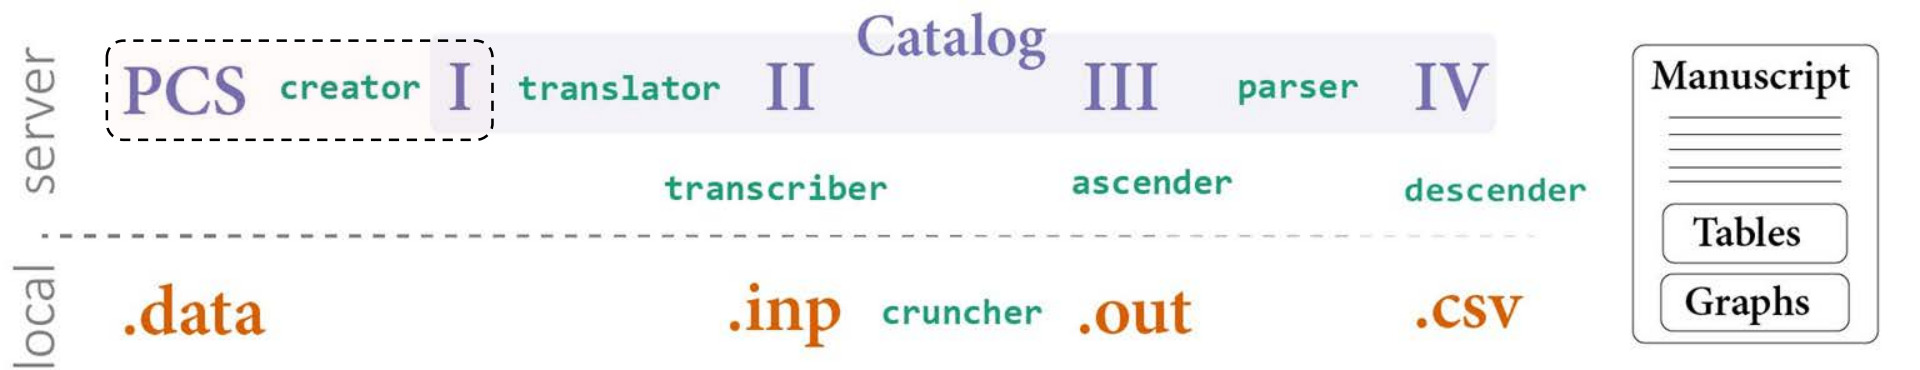 Catalog
server
PCS creator I translator II III parser IV
transcriber ascender descender
local
.data .inp cruncher .out .csv
Manuscript
Tables
Graphs